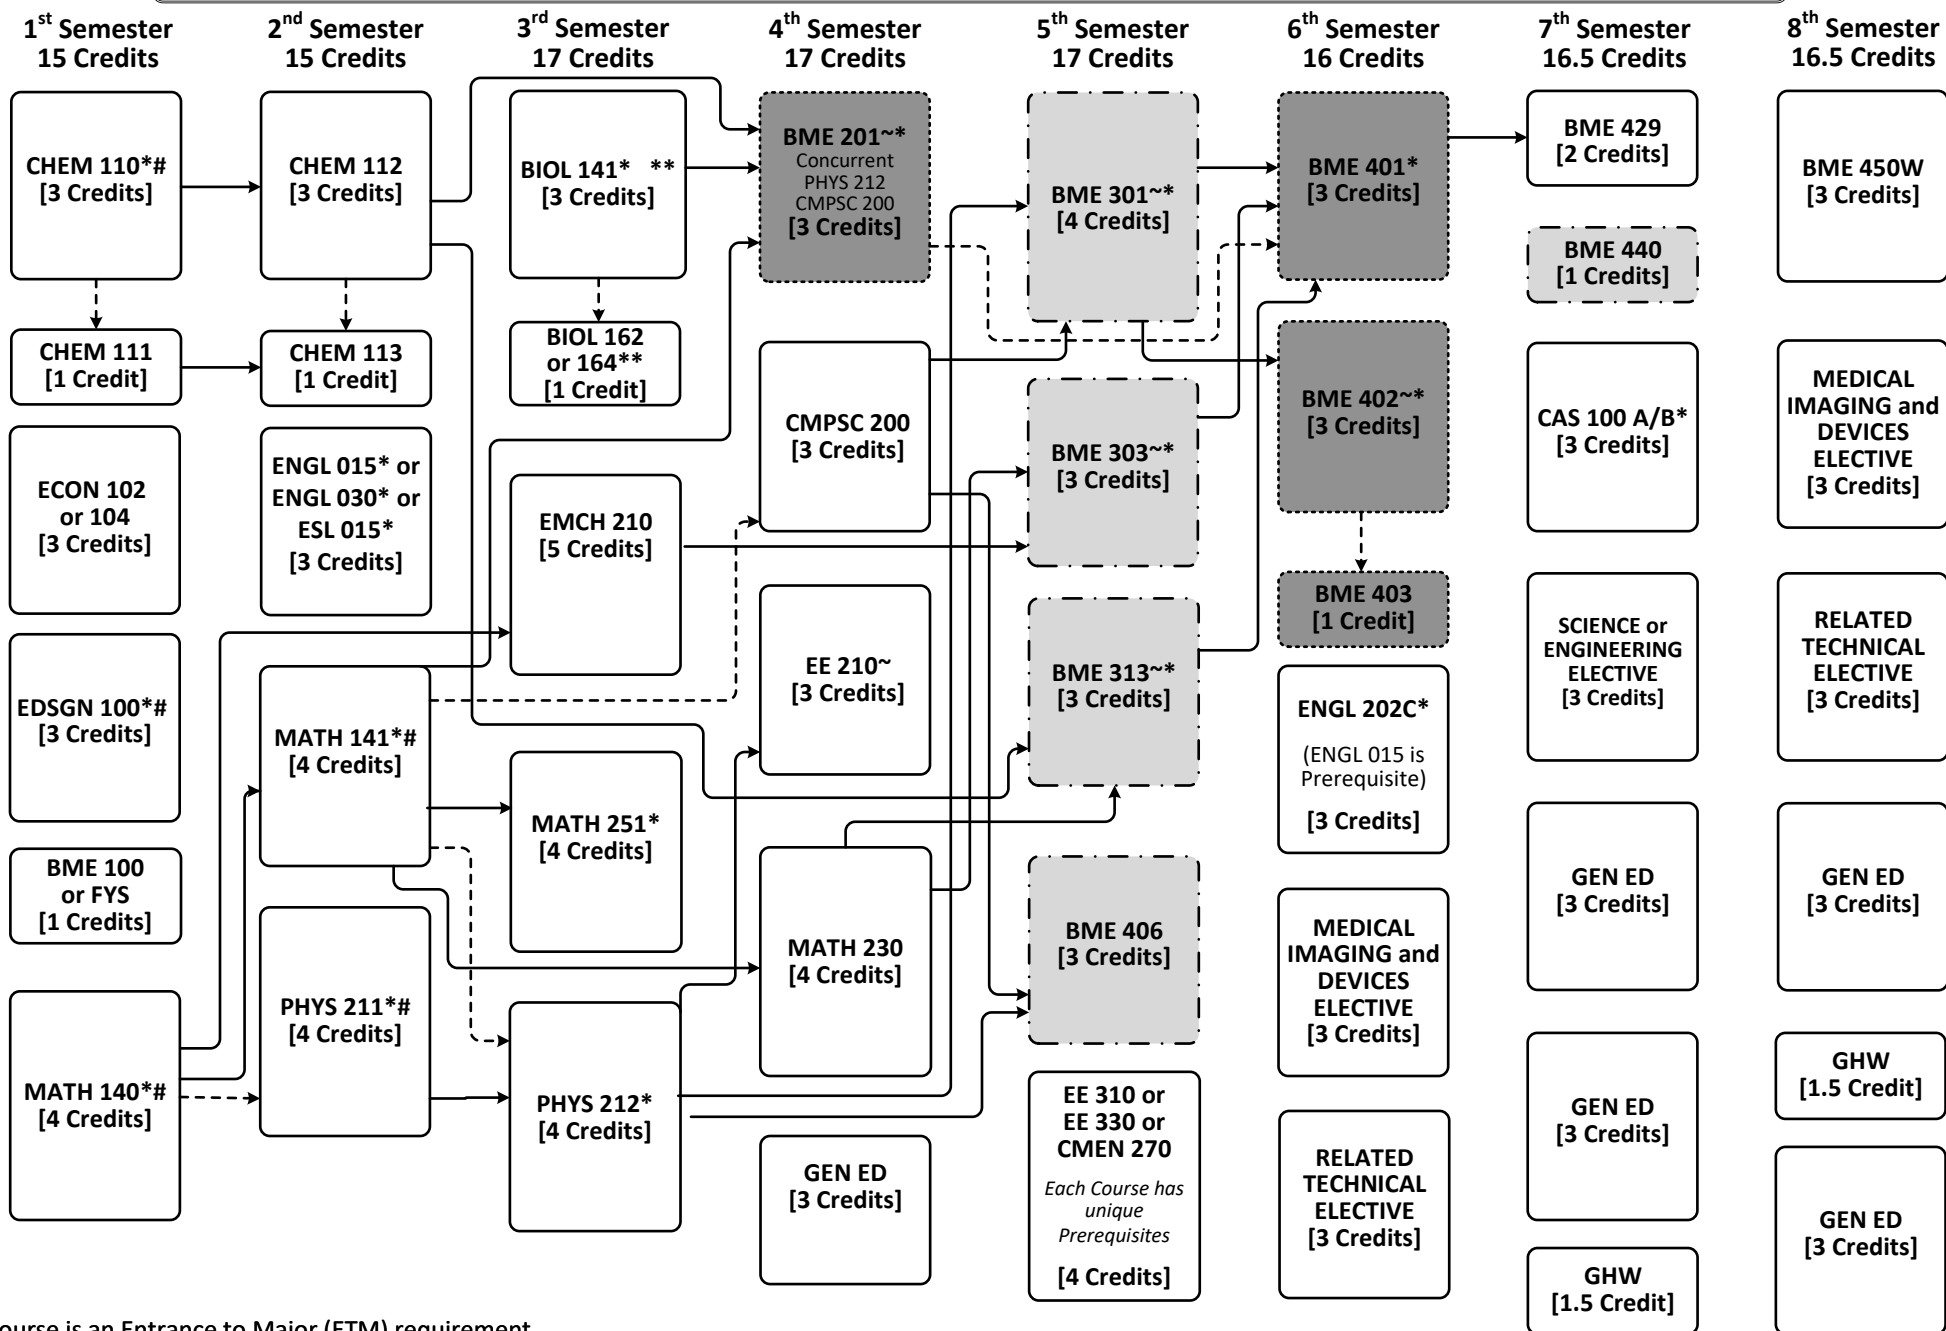 1st Semester
15 Credits
CHEM 110*#
[3 Credits]
CHEM 111
[1 Credit]
ECON 102
or 104
[3 Credits]
EDSGN 100*#
[3 Credits]
BME 100
or FYS
[1 Credits]
MATH 140*#
[4 Credits]
2nd Semester
15 Credits
CHEM 112
[3 Credits]
CHEM 113
[1 Credit]
ENGL 015* or
ENGL 030* or
ESL 015*
[3 Credits]
MATH 141*#
[4 Credits]
PHYS 211*#
[4 Credits]
3rd Semester
17 Credits
BIOL 141* **
[3 Credits]
BIOL 162
or 164**
[1 Credit]
EMCH 210
[5 Credits]
MATH 251*
[4 Credits]
PHYS 212*
[4 Credits]
4th Semester
17 Credits
BME 201~*
Concurrent
PHYS 212
CMPSC 200
[3 Credits]
CMPSC 200
[3 Credits]
EE 210~
[3 Credits]
MATH 230
[4 Credits]
GEN ED
[3 Credits]
5th Semester
17 Credits
BME 301~*
[4 Credits]
BME 303~*
[3 Credits]
BME 313~*
[3 Credits]
BME 406
[3 Credits]
EE 310 or
EE 330 or
CMEN 270
Each Course has
unique
Prerequisites
[4 Credits]
6th Semester
16 Credits
BME 401*
[3 Credits]
BME 402~*
[3 Credits]
BME 403
[1 Credit]
ENGL 202C*
(ENGL 015 is
Prerequisite)
[3 Credits]
MEDICAL
IMAGING and
DEVICES
ELECTIVE
[3 Credits]
RELATED
TECHNICAL
ELECTIVE
[3 Credits]
7th Semester
16.5 Credits
BME 429
[2 Credits]
BME 440
[1 Credits]
CAS 100 A/B*
[3 Credits]
SCIENCE or
ENGINEERING
ELECTIVE
[3 Credits]
GEN ED
[3 Credits]
GEN ED
[3 Credits]
GHW
[1.5 Credit]
8th Semester
16.5 Credits
BME 450W
[3 Credits]
MEDICAL
IMAGING and
DEVICES
ELECTIVE
[3 Credits]
RELATED
TECHNICAL
ELECTIVE
[3 Credits]
GEN ED
[3 Credits]
GHW
[1.5 Credit]
GEN ED
[3 Credits]
ourse is an Entrance to Major (ETM) requirement